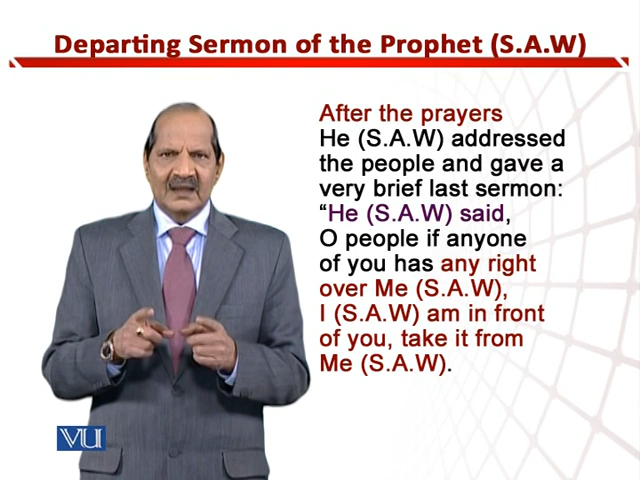 Departing Sermon of the Prophet (S.A.W)
After the prayers
He (S.A.W) addressed
the people and gave a
very brief last sermon:
“He (S.A.W) said,
O people if anyone
of you has any right
over Me (S.A.W),
I (S.A.W) am in front
of you, take it from
Me (S.A.W).
VU